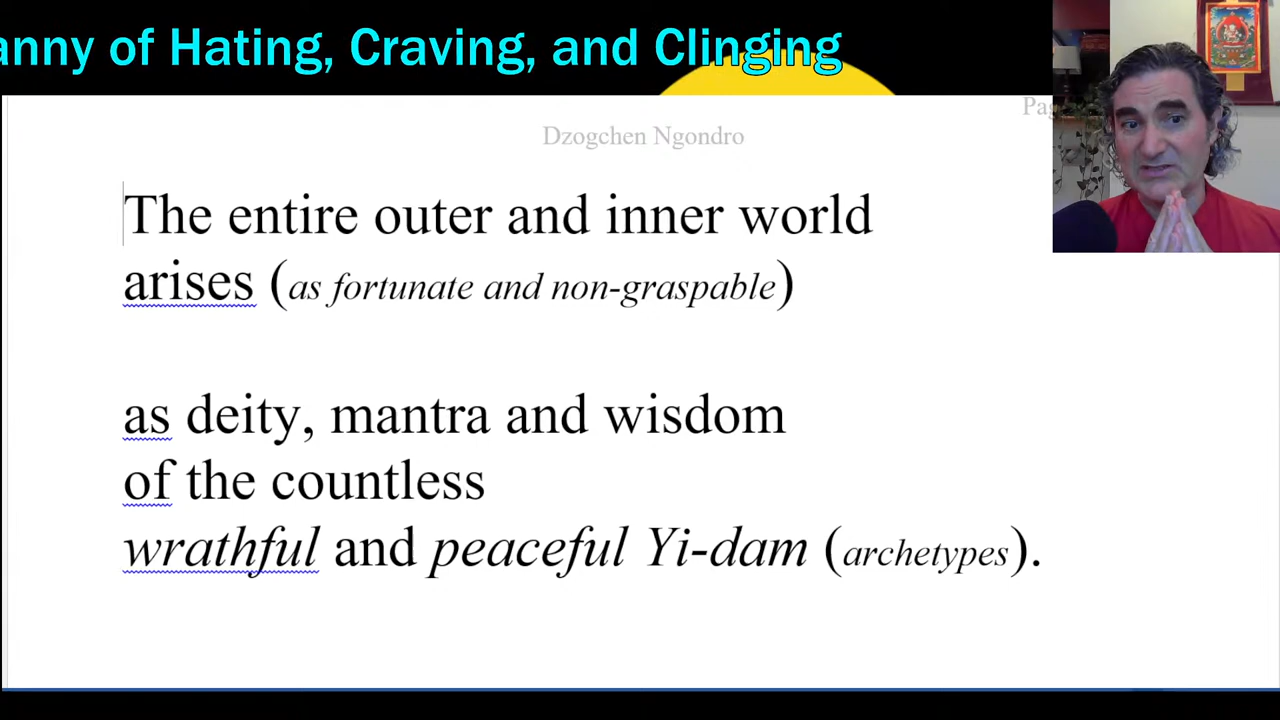 anny of Hating, Craving, and Clinging
Dzogchen Ngondro
The entire outer and inner world
arises (as fortunate and non-graspable)
as deity, mantra and wisdom
of the countless
wrathful and peaceful Yi-dam (archetypes).